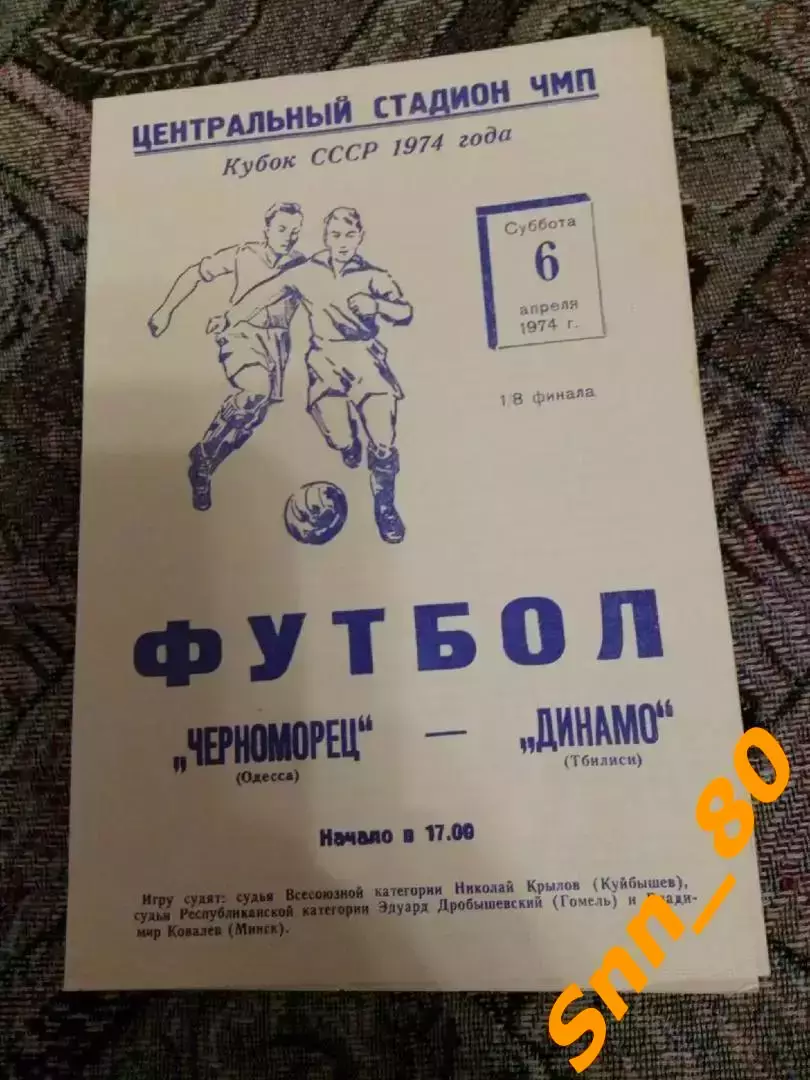 ЦЕНТРАЛЬНЫЙ СТАДИОН ЧМП
Кубок СССР 1974 года
Суббота
6
апреля
1974 г.
1/8 финала
ФУТБОЛ
„ЧЕРНОМОРЕЦ“ — „ДИНАМО“
(Одесса) (Тбилиси)
Начало в 17.00
Игру судят: судья Всесоюзной категории Николай Крылов (Куйбышев),
судья Республиканской категории Эдуард Дробышевский (Гомель) и Влади-
мир Ковалев (Минск).
Snn_80